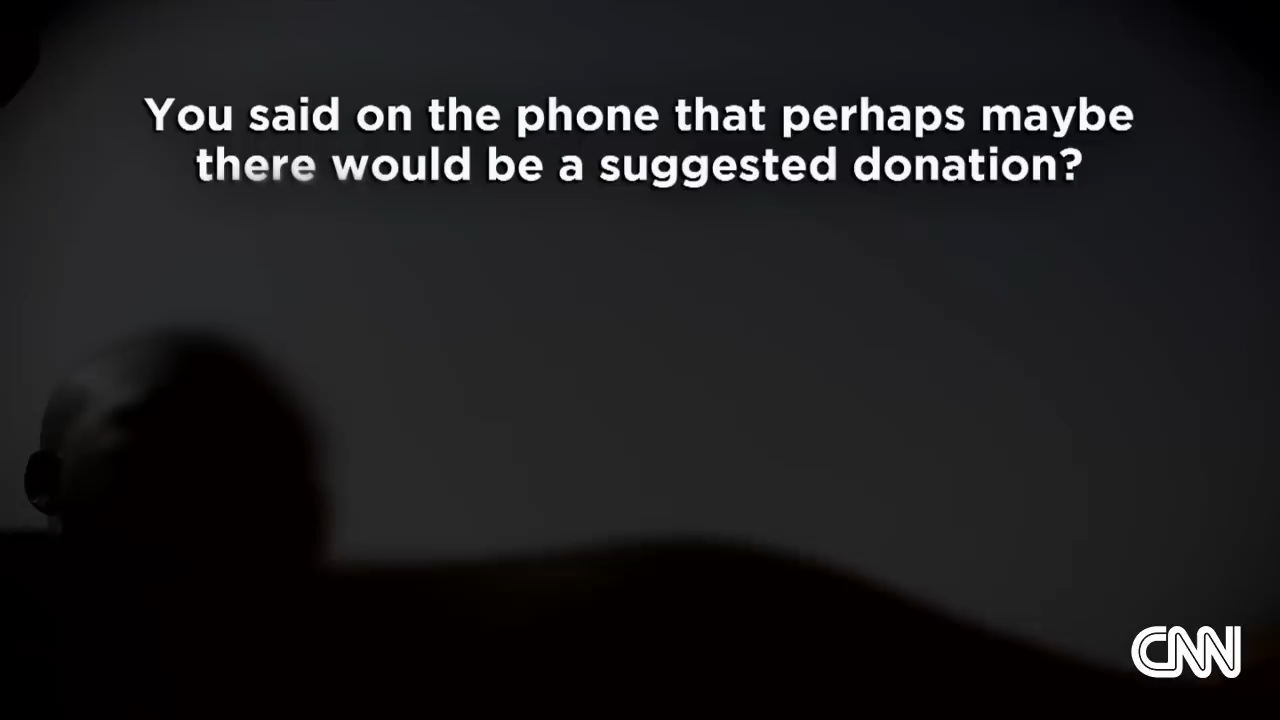 You said on the phone that perhaps maybe
there would be a suggested donation?
CNN